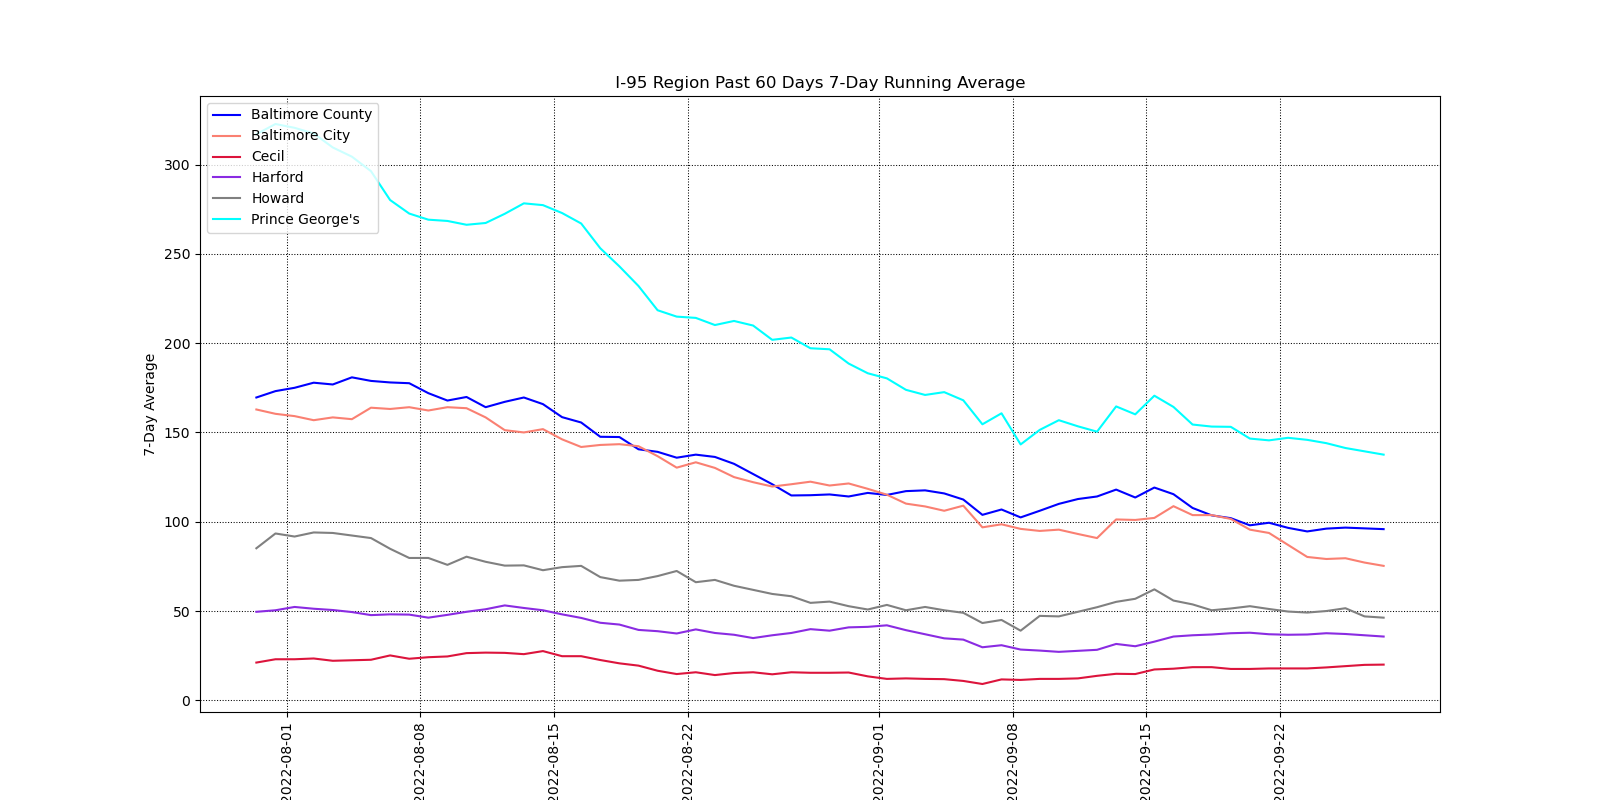 I-95 Region Past 60 Days 7-Day Running Average
Baltimore County
Baltimore City
Cecil
Harford
Howard
Prince George's
7-Day Average
300
250
200
150
100
50
0
2022-08-01
2022-08-08
2022-08-15
2022-08-22
2022-09-01
2022-09-08
2022-09-15
2022-09-22